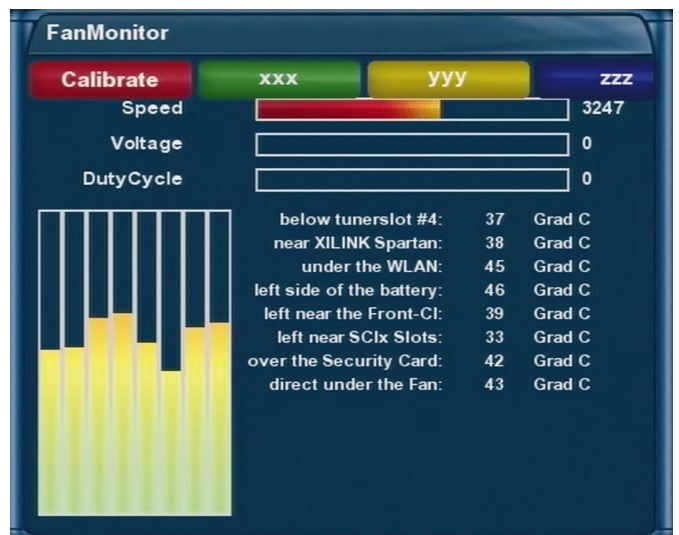 FanMonitor
Calibrate xxx yyy zzz
Speed 3247
Voltage 0
DutyCycle 0
below tunerslot #4: 37 Grad C
near XILINK Spartan: 38 Grad C
under the WLAN: 45 Grad C
left side of the battery: 46 Grad C
left near the Front-CI: 39 Grad C
left near SCIx Slots: 33 Grad C
over the Security Card: 42 Grad C
direct under the Fan: 43 Grad C